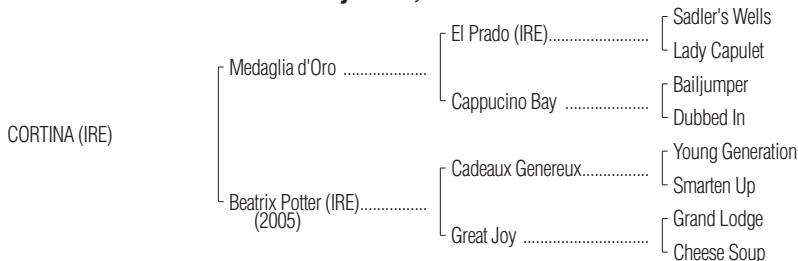 Sadler's Wells
El Prado (IRE)......................
Lady Capulet
Medaglia d'Oro ..................
Bailjumper
Cappucino Bay ..................
Dubbed In
CORTINA (IRE)
Young Generation
Cadeaux Genereux...............
Smarten Up
Beatrix Potter (IRE)..............
(2005)
Grand Lodge
Great Joy ...........................
Cheese Soup